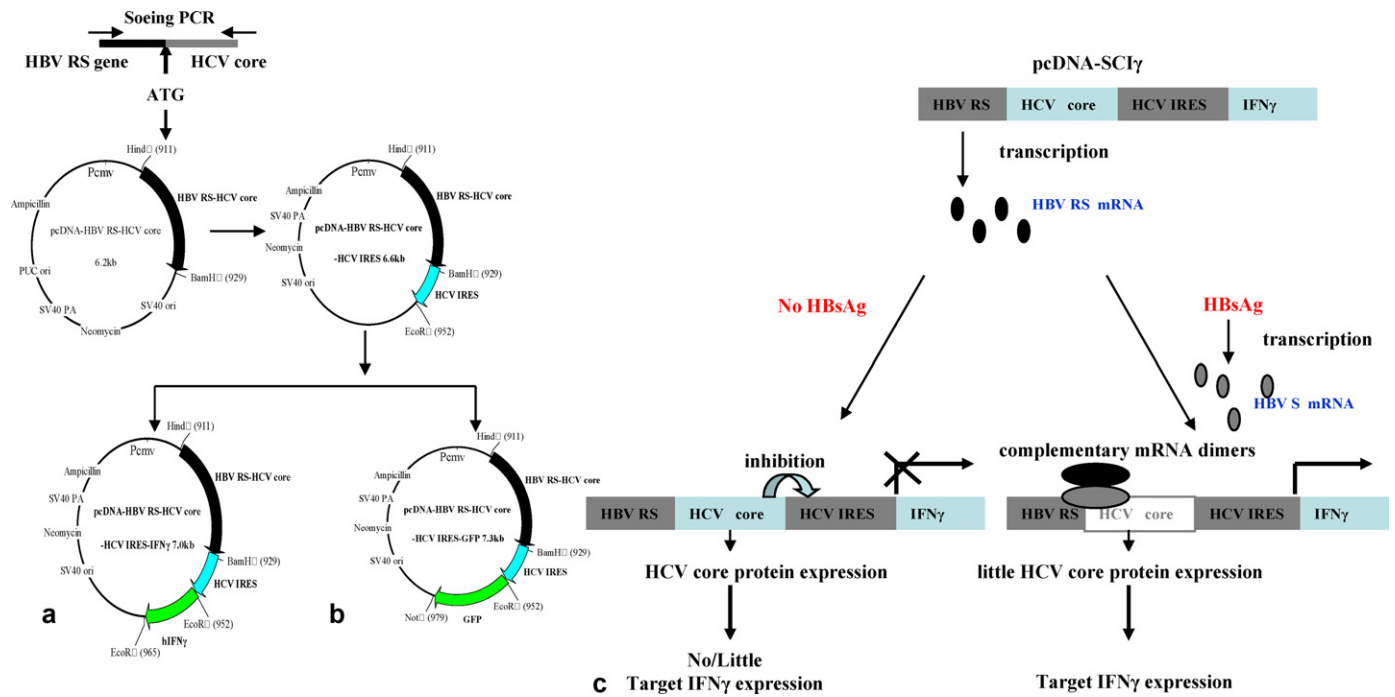 Soeing PCR
HBV RS gene
HCV core
ATG
Hind□ (911)
Pcmv
Ampicillin
HBV RS-HCV core
pcDNA-HBV RS-HCV core
6.2kb
PUC ori
BamH□ (929)
SV40 PA
SV40 ori
Neomycin
Hind□ (911)
Pcmv
Ampicillin
HBV RS-HCV core
SV40 PA
pcDNA-HBV RS-HCV core
Neomycin
-HCV IRES 6.6kb
BamH□ (929)
SV40 ori
HCV IRES
EcoR□ (952)
Hind□ (911)
Pcmv
Ampicillin
HBV RS-HCV core
SV40 PA
pcDNA-HBV RS-HCV core
Neomycin
-HCV IRES-IFNγ 7.0kb
BamH□ (929)
SV40 ori
HCV IRES
EcoR□ (952)
hIFNγ
EcoR□ (965)
a
Hind□ (911)
Pcmv
Ampicillin
HBV RS-HCV core
SV40 PA
pcDNA-HBV RS-HCV core
Neomycin
-HCV IRES-GFP 7.3kb
BamH□ (929)
SV40 ori
HCV IRES
EcoR□ (952)
Not□ (979)
GFP
b
pcDNA-SCIγ
HBV RS HCV core HCV IRES IFNγ
transcription
HBV RS mRNA
No HBsAg
HBsAg
transcription
HBV S mRNA
complementary mRNA dimers
inhibition
HBV RS HCV core HCV IRES IFNγ
HBV RS HCV core HCV IRES IFNγ
HCV core protein expression
little HCV core protein expression
No/Little
Target IFNγ expression
Target IFNγ expression
c